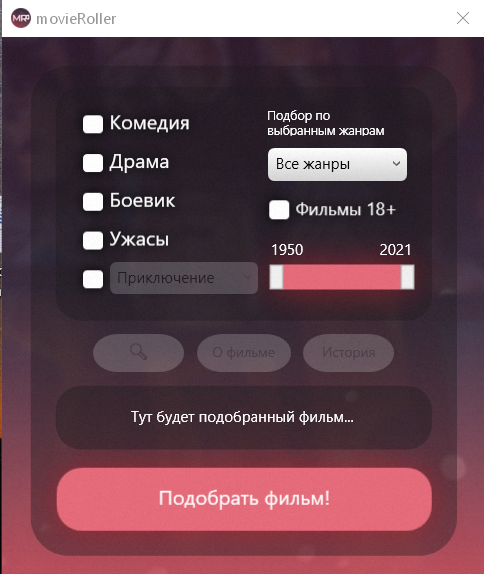 MRR movieRoller
Комедия
Драма
Боевик
Ужасы
Приключение
Подбор по
выбранным жанрам
Все жанры
Фильмы 18+
1950 2021
О фильме
История
Тут будет подобранный фильм...
Подобрать фильм!